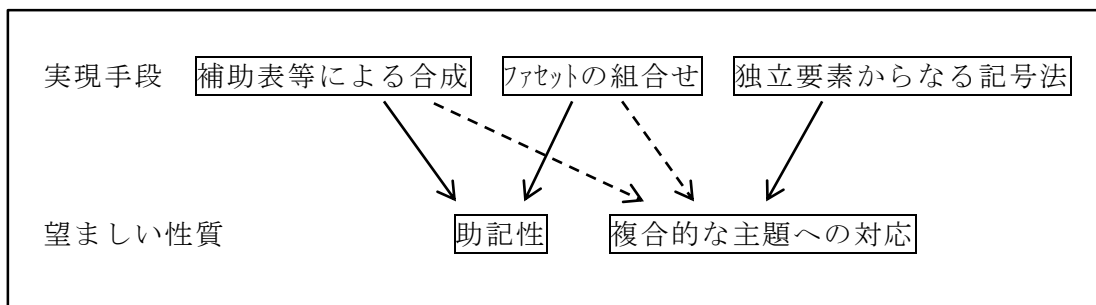 実現手段 補助表等による合成 ﾌｧｾｯﾄの組合せ 独立要素からなる記号法
望ましい性質 助記性 複合的な主題への対応